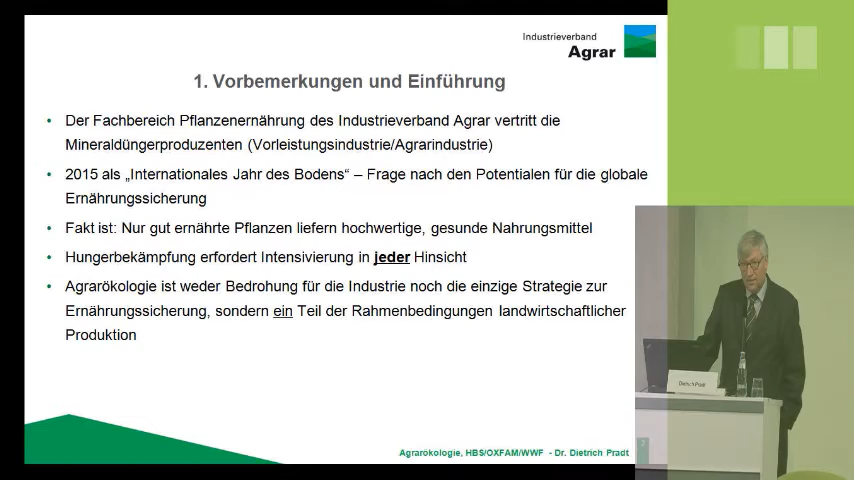 Industrieverband
Agrar
1. Vorbemerkungen und Einführung
• Der Fachbereich Pflanzenernährung des Industrieverband Agrar vertritt die
Mineraldüngerproduzenten (Vorleistungsindustrie/Agrarindustrie)
• 2015 als „Internationales Jahr des Bodens“ – Frage nach den Potentialen für die globale
Ernährungssicherung
• Fakt ist: Nur gut ernährte Pflanzen liefern hochwertige, gesunde Nahrungsmittel
• Hungerbekämpfung erfordert Intensivierung in jeder Hinsicht
• Agrarökologie ist weder Bedrohung für die Industrie noch die einzige Strategie zur
Ernährungssicherung, sondern ein Teil der Rahmenbedingungen landwirtschaftlicher
Produktion
Agrarökologie, HBS/OXFAM/WWF - Dr. Dietrich Pradt
Dietrich Pradt